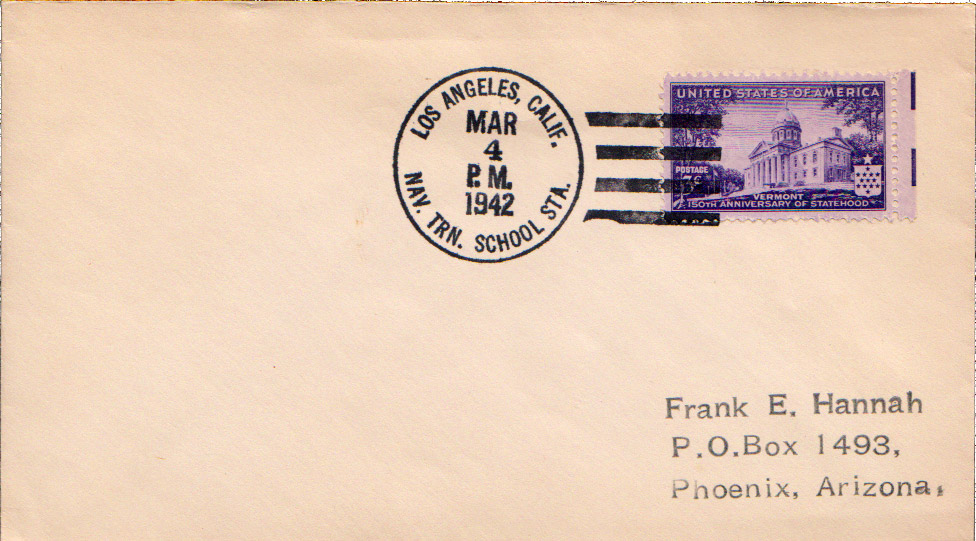 LOS ANGELES, CALIF.
MAR
4
P.M.
1942
NAV. TRN. SCHOOL STA.
UNITED STATES OF AMERICA
POSTAGE
3¢
VERMONT
150TH ANNIVERSARY OF STATEHOOD
Frank E. Hannah
P.O.Box 1493,
Phoenix, Arizona,